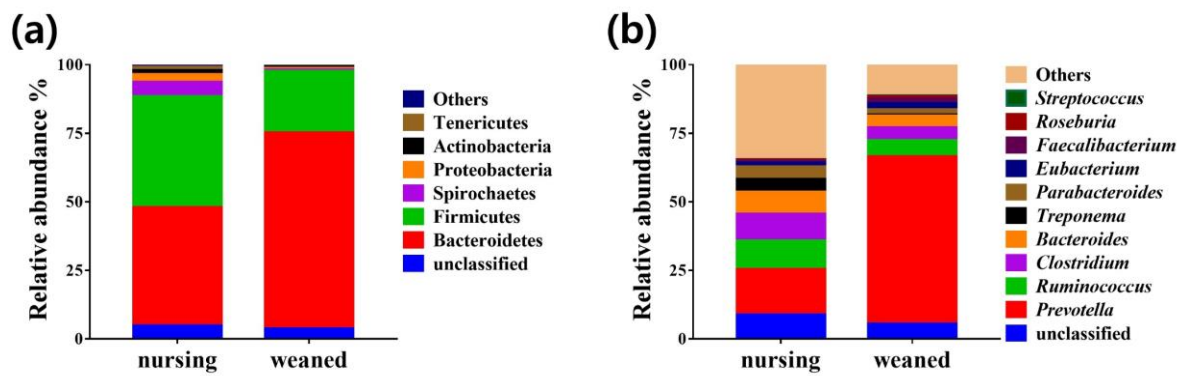 (a)
Relative abundance %
100
75
50
25
0
nursing weaned
Others
Tenericutes
Actinobacteria
Proteobacteria
Spirochaetes
Firmicutes
Bacteroidetes
unclassified
(b)
Relative abundance %
100
75
50
25
0
nursing weaned
Others
Streptococcus
Roseburia
Faecalibacterium
Eubacterium
Parabacteroides
Treponema
Bacteroides
Clostridium
Ruminococcus
Prevotella
unclassified